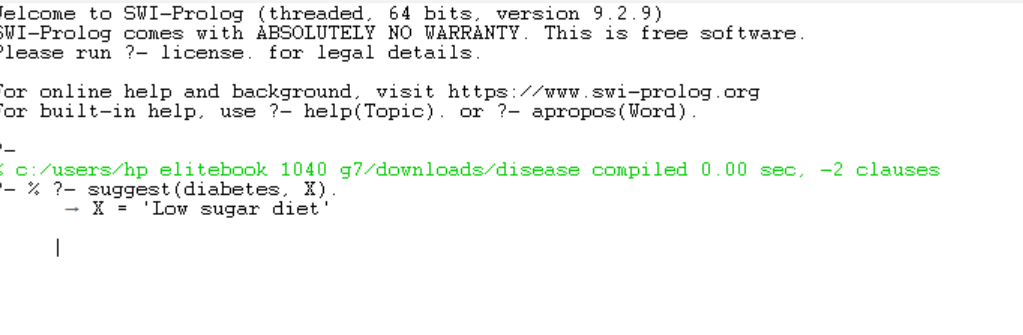 Welcome to SWI-Prolog (threaded, 64 bits, version 9.2.9)
SWI-Prolog comes with ABSOLUTELY NO WARRANTY. This is free software.
Please run ?- license. for legal details.
For online help and background, visit https://www.swi-prolog.org
For built-in help, use ?- help(Topic). or ?- apropos(Word).
?-
% c:/users/hp elitebook 1040 g7/downloads/disease compiled 0.00 sec, -2 clauses
?- % ?- suggest(diabetes, X).
→ X = 'Low sugar diet'